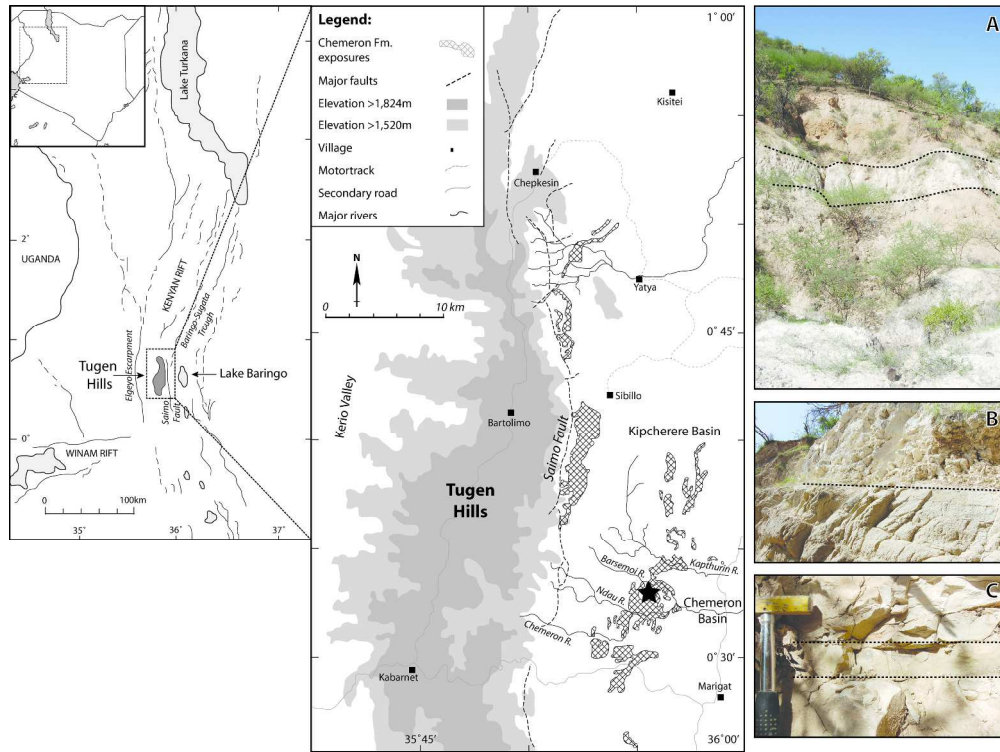 Lake Turkana
UGANDA
2°
KENYAN RIFT
Baringo-Sugata
Trough
Elgeyo Escarpment
Tugen
Hills
Lake Baringo
Saimo
Fault
0°
WINAM RIFT
0 100km
35° 36° 37°
Legend:
Chemeron Fm.
exposures
Major faults
Elevation >1,824m
Elevation >1,520m
Village
Motortrack
Secondary road
Major rivers
N
0 10 km
1° 00'
Kisitei
Chepkesin
Yatya
0° 45'
Sibillo
Kerio Valley
Bartolimo
Saimo Fault
Kipcherere Basin
Tugen
Hills
Barsemoi R.
Kapthurin R.
Ndau R.
Chemeron
Basin
Chemeron R.
0° 30'
Kabarnet
Marigat
35° 45' 36° 00'
A
B
C